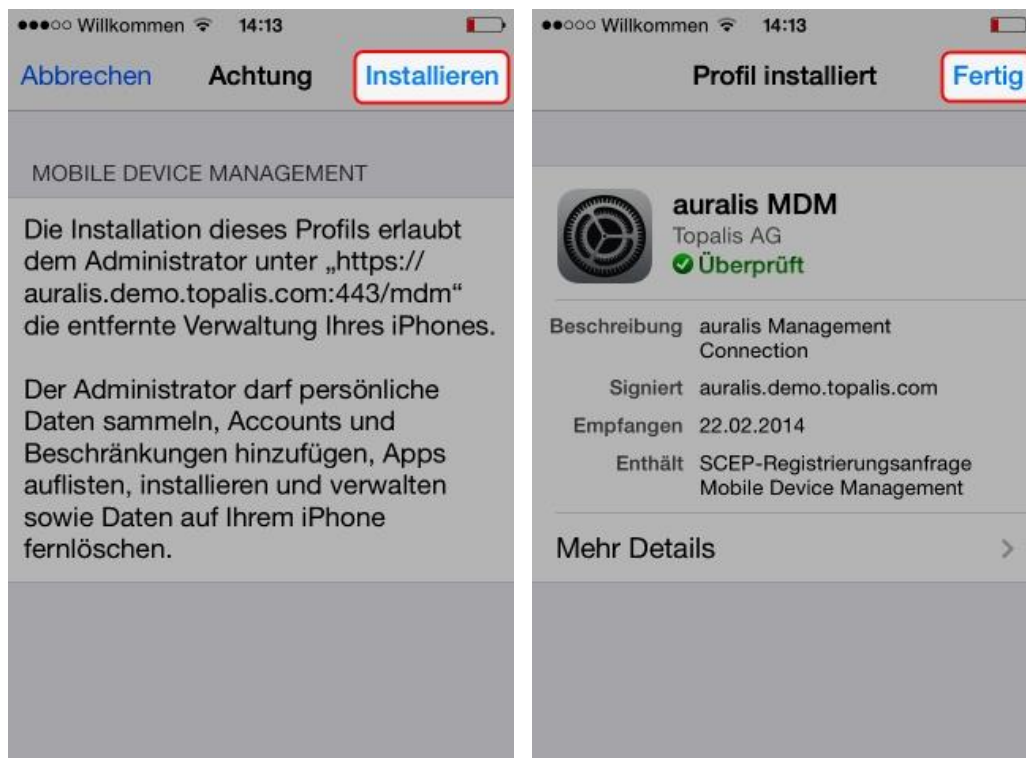 Willkommen 14:13
Abbrechen Achtung Installieren
MOBILE DEVICE MANAGEMENT
Die Installation dieses Profils erlaubt
dem Administrator unter „https://
auralis.demo.topalis.com:443/mdm“
die entfernte Verwaltung Ihres iPhones.
Der Administrator darf persönliche
Daten sammeln, Accounts und
Beschränkungen hinzufügen, Apps
auflisten, installieren und verwalten
sowie Daten auf Ihrem iPhone
fernlöschen.
Willkommen 14:13
Profil installiert Fertig
auralis MDM
Topalis AG
Überprüft
Beschreibung auralis Management
Connection
Signiert auralis.demo.topalis.com
Empfangen 22.02.2014
Enthält SCEP-Registrierungsanfrage
Mobile Device Management
Mehr Details